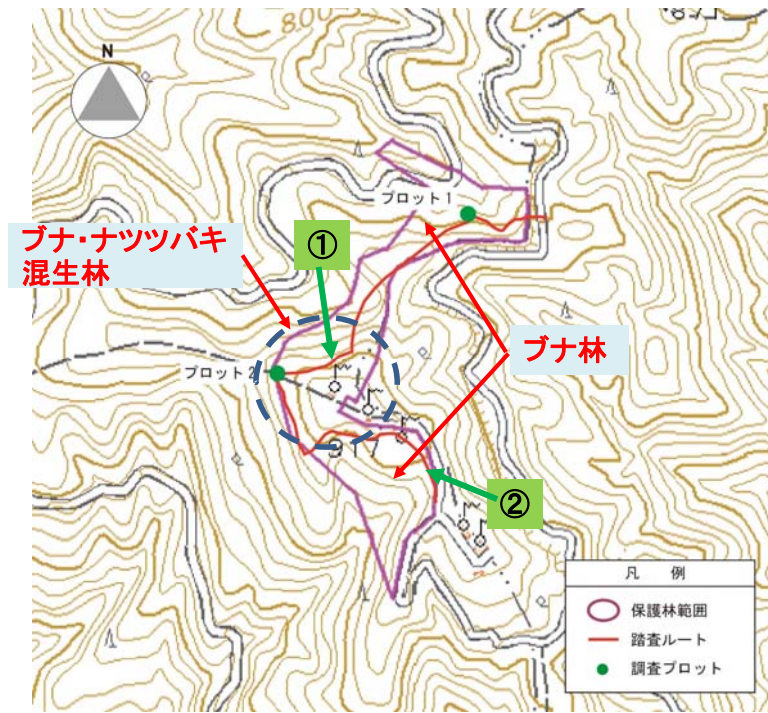 800
N
プロット1
ブナ・ナツツバキ
混生林
①
ブナ林
プロット2
917
②
凡 例
保護林範囲
踏査ルート
調査プロット